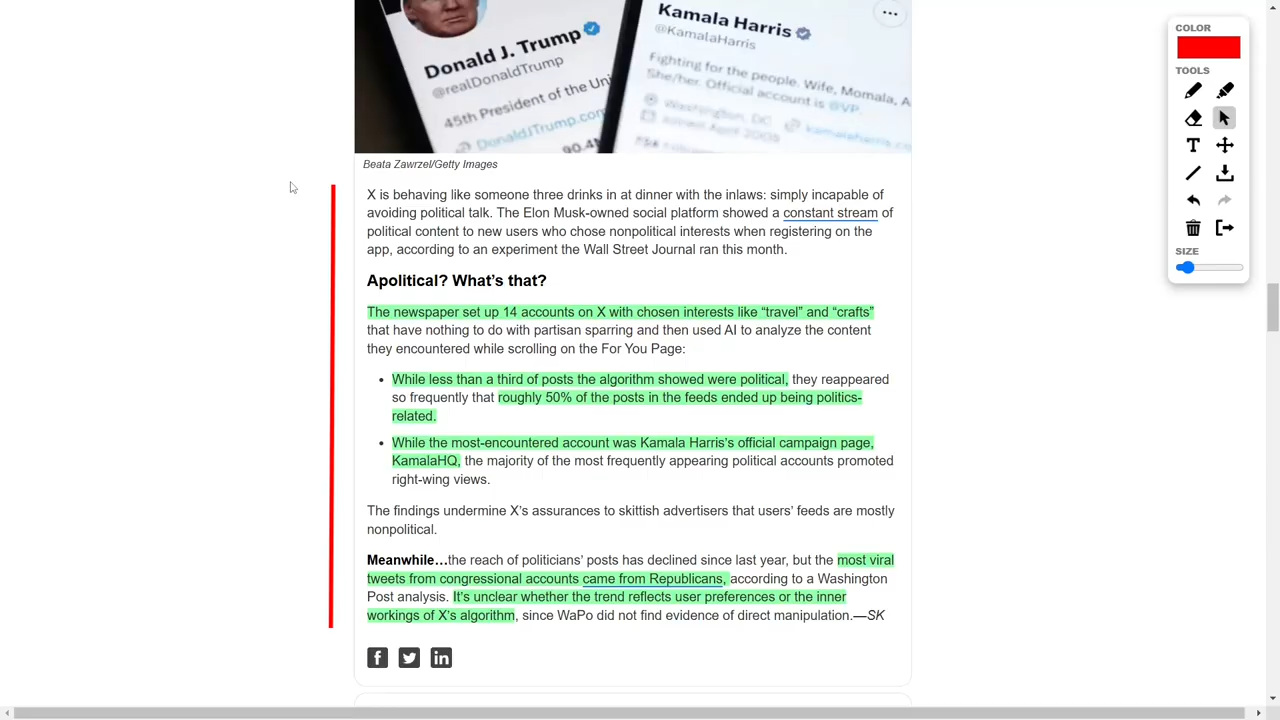 Donald J. Trump
@realDonaldTrump
45th President of the Uni
DonaldJTrump.com
90.4
Kamala Harris
@KamalaHarris
Fighting for the people. Wife, Momala, A
She/her. Official account is @VP.
Washington, DC
kamalaharris.c
Beata Zawrzel/Getty Images
X is behaving like someone three drinks in at dinner with the inlaws: simply incapable of
avoiding political talk. The Elon Musk-owned social platform showed a constant stream of
political content to new users who chose nonpolitical interests when registering on the
app, according to an experiment the Wall Street Journal ran this month.
Apolitical? What’s that?
The newspaper set up 14 accounts on X with chosen interests like “travel” and “crafts”
that have nothing to do with partisan sparring and then used AI to analyze the content
they encountered while scrolling on the For You Page:
• While less than a third of posts the algorithm showed were political, they reappeared
so frequently that roughly 50% of the posts in the feeds ended up being politics-
related.
• While the most-encountered account was Kamala Harris’s official campaign page,
KamalaHQ, the majority of the most frequently appearing political accounts promoted
right-wing views.
The findings undermine X’s assurances to skittish advertisers that users’ feeds are mostly
nonpolitical.
Meanwhile…the reach of politicians’ posts has declined since last year, but the most viral
tweets from congressional accounts came from Republicans, according to a Washington
Post analysis. It’s unclear whether the trend reflects user preferences or the inner
workings of X’s algorithm, since WaPo did not find evidence of direct manipulation.—SK
COLOR
TOOLS
SIZE